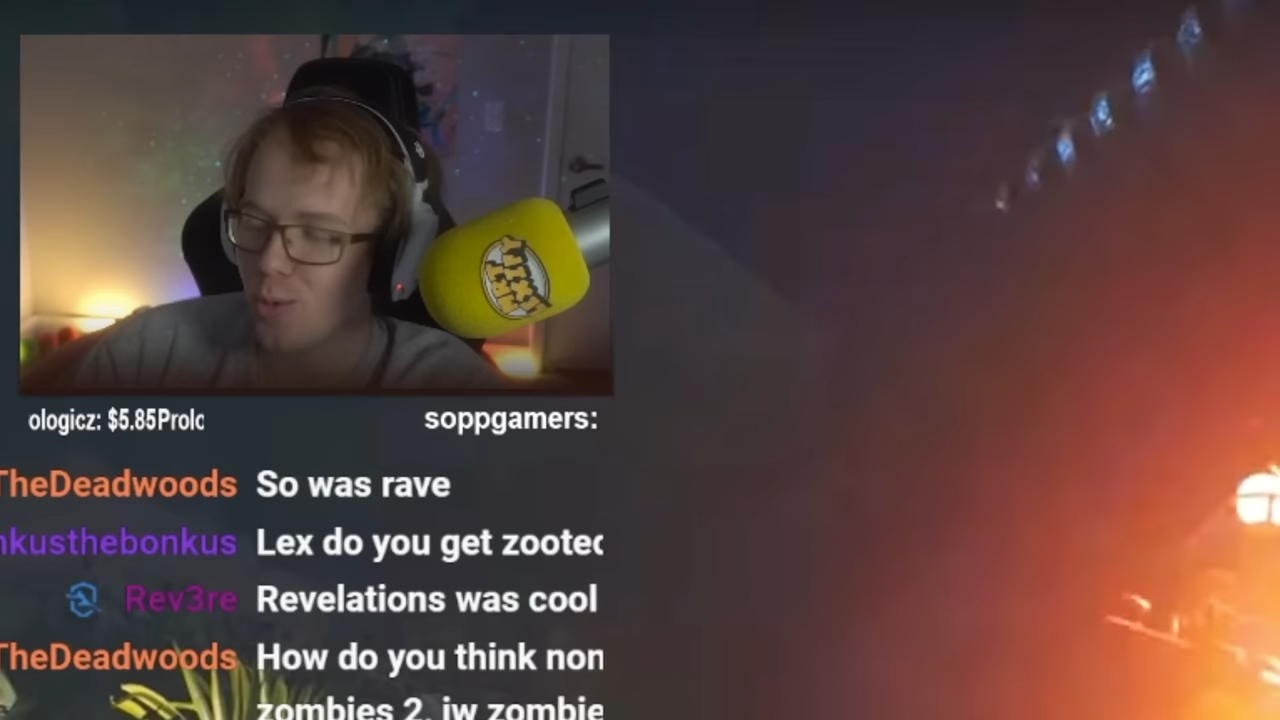 ologicz: $5.85Prolo
soppgamers:
TheDeadwoods So was rave
nkusthebonkus Lex do you get zooted
Rev3re Revelations was cool
TheDeadwoods How do you think non
zombies 2, iw zombie